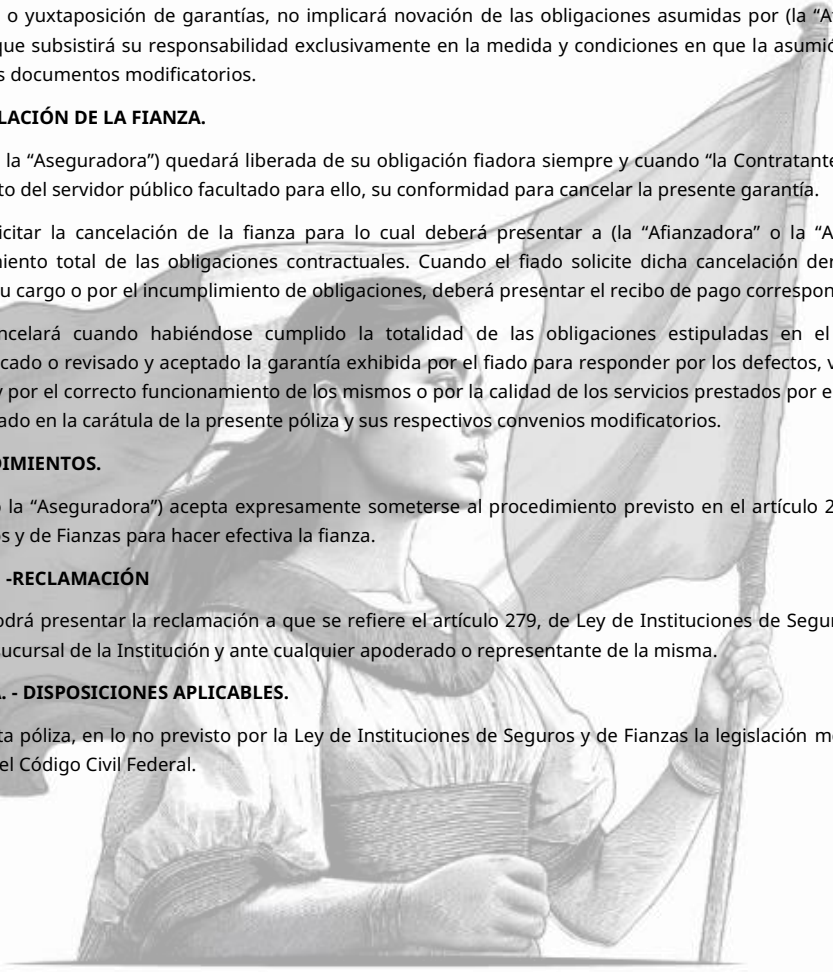 o yuxtaposición de garantías, no implicará novación de las obligaciones asumidas por (la “A
que subsistirá su responsabilidad exclusivamente en la medida y condiciones en que la asumió
s documentos modificatorios.
LACIÓN DE LA FIANZA.
la “Aseguradora”) quedará liberada de su obligación fiadora siempre y cuando “la Contratante
to del servidor público facultado para ello, su conformidad para cancelar la presente garantía.
icitar la cancelación de la fianza para lo cual deberá presentar a (la “Afianzadora” o la “A
miento total de las obligaciones contractuales. Cuando el fiado solicite dicha cancelación der
su cargo o por el incumplimiento de obligaciones, deberá presentar el recibo de pago correspon
ncelará cuando habiéndose cumplido la totalidad de las obligaciones estipuladas en el
cado o revisado y aceptado la garantía exhibida por el fiado para responder por los defectos, v
y por el correcto funcionamiento de los mismos o por la calidad de los servicios prestados por e
ado en la carátula de la presente póliza y sus respectivos convenios modificatorios.
DIMIENTOS.
o la “Aseguradora”) acepta expresamente someterse al procedimiento previsto en el artículo 2
os y de Fianzas para hacer efectiva la fianza.
-RECLAMACIÓN
odrá presentar la reclamación a que se refiere el artículo 279, de Ley de Instituciones de Segur
sucursal de la Institución y ante cualquier apoderado o representante de la misma.
A. - DISPOSICIONES APLICABLES.
ta póliza, en lo no previsto por la Ley de Instituciones de Seguros y de Fianzas la legislación me
el Código Civil Federal.